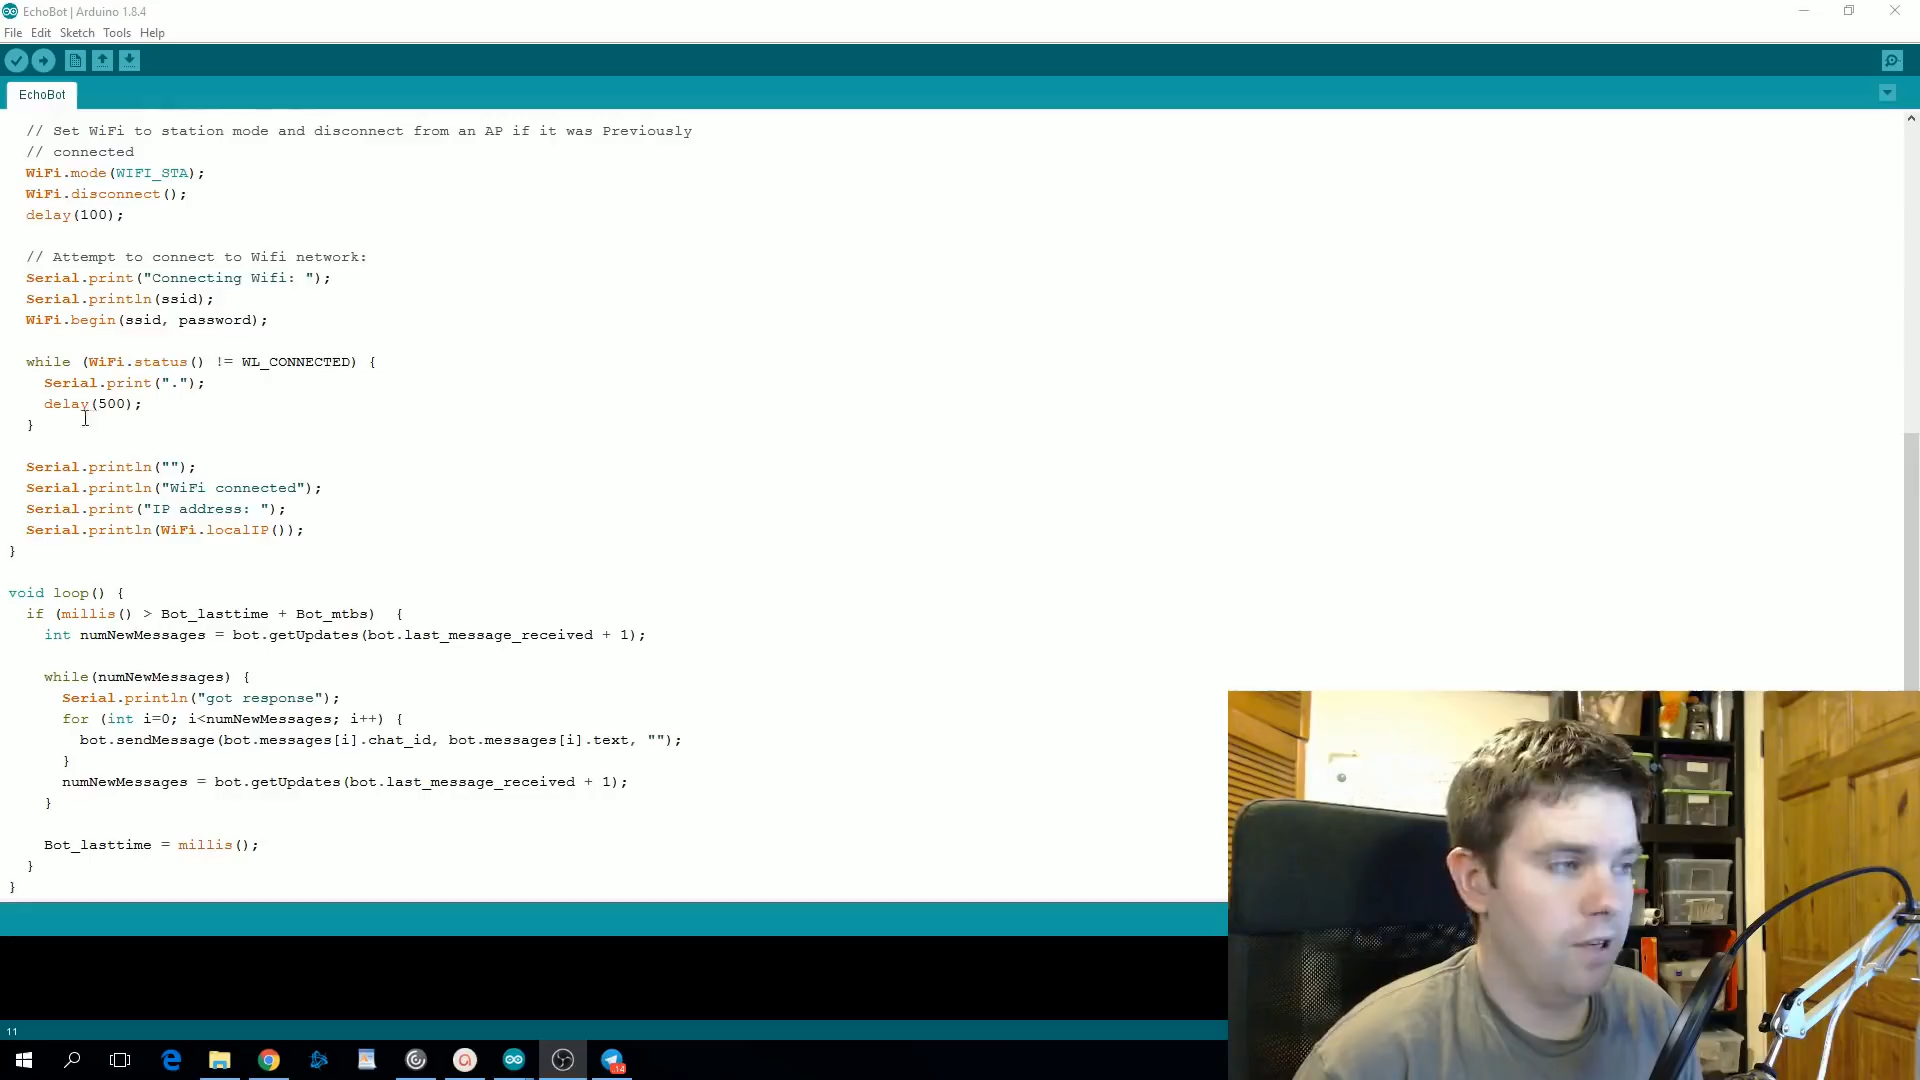 EchoBot | Arduino 1.8.4
File Edit Sketch Tools Help
EchoBot
// Set WiFi to station mode and disconnect from an AP if it was Previously
// connected
WiFi.mode(WIFI_STA);
WiFi.disconnect();
delay(100);
// Attempt to connect to Wifi network:
Serial.print("Connecting Wifi: ");
Serial.println(ssid);
WiFi.begin(ssid, password);
while (WiFi.status() != WL_CONNECTED) {
Serial.print(".");
delay(500);
}
Serial.println("");
Serial.println("WiFi connected");
Serial.print("IP address: ");
Serial.println(WiFi.localIP());
}
void loop() {
if (millis() > Bot_lasttime + Bot_mtbs)  {
int numNewMessages = bot.getUpdates(bot.last_message_received + 1);
while(numNewMessages) {
Serial.println("got response");
for (int i=0; i<numNewMessages; i++) {
bot.sendMessage(bot.messages[i].chat_id, bot.messages[i].text, "");
}
numNewMessages = bot.getUpdates(bot.last_message_received + 1);
}
Bot_lasttime = millis();
}
}
11
14